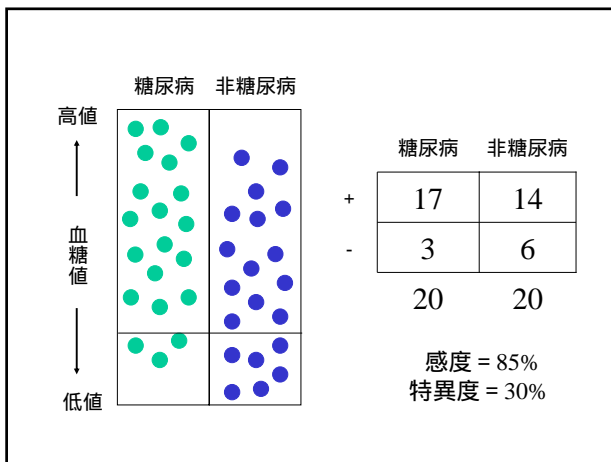 糖尿病 非糖尿病
高値
血糖値
低値
糖尿病 非糖尿病
+ 17 14
- 3 6
20 20
感度 = 85%
特異度 = 30%